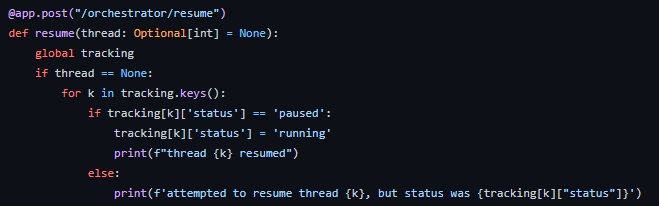 @app.post("/orchestrator/resume")
def resume(thread: Optional[int] = None):
    global tracking
    if thread == None:
        for k in tracking.keys():
            if tracking[k]['status'] == 'paused':
                tracking[k]['status'] = 'running'
                print(f"thread {k} resumed")
            else:
                print(f'attempted to resume thread {k}, but status was {tracking[k]["status"]}')